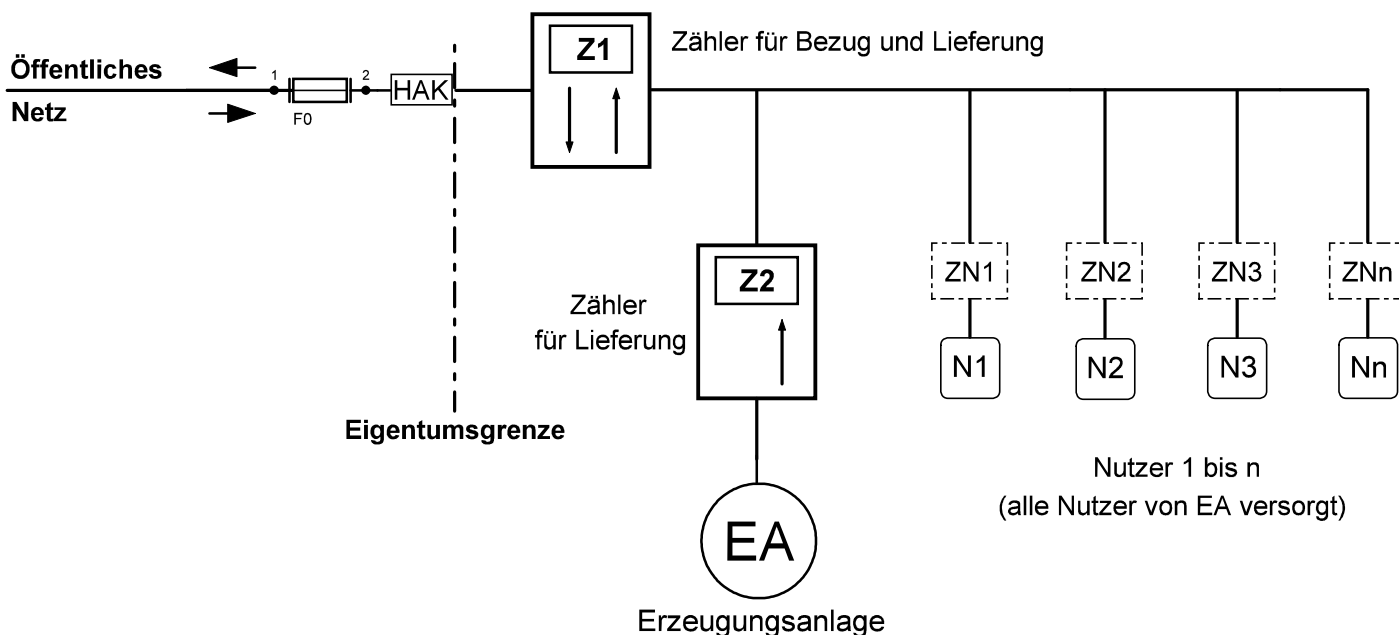 Z1
Zähler für Bezug und Lieferung
Öffentliches
Netz
1
2
HAK
F0
Z2
Zähler
für Lieferung
ZN1
ZN2
ZN3
ZNn
N1
N2
N3
Nn
Eigentumsgrenze
Nutzer 1 bis n
(alle Nutzer von EA versorgt)
EA
Erzeugungsanlage